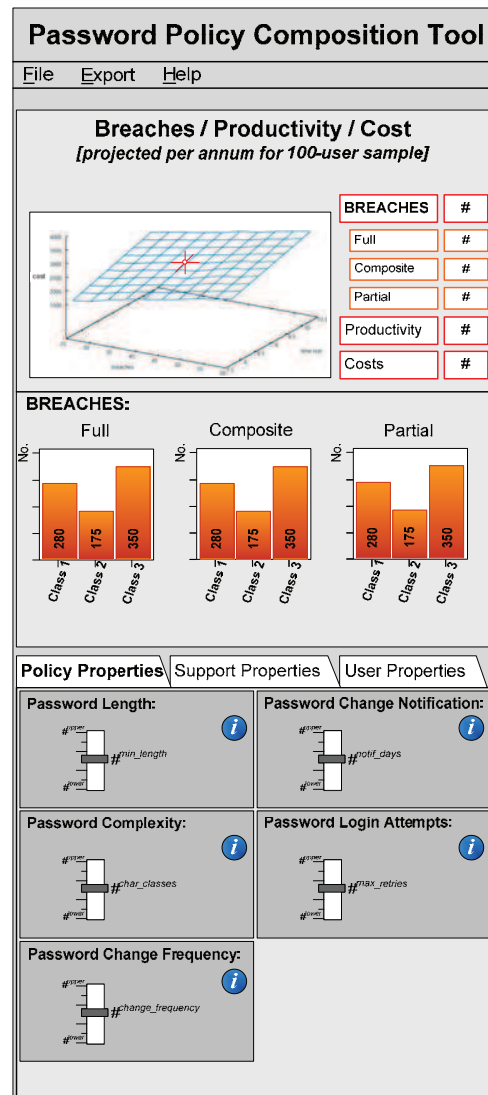 Password Policy Composition Tool
File Export Help
Breaches / Productivity / Cost
[projected per annum for 100-user sample]
BREACHES #
Full #
Composite #
Partial #
Productivity #
Costs #
cost
breaches
BREACHES:
Full Composite Partial
No. No. No.
280 175 350 280 175 350 280 175 350
Class 1 Class 2 Class 3 Class 1 Class 2 Class 3 Class 1 Class 2 Class 3
Policy Properties Support Properties User Properties
Password Length: Password Change Notification:
#upper #upper
#min_length #notif_days
#lower #lower
Password Complexity: Password Login Attempts:
#upper #upper
#char_classes #max_retries
#lower #lower
Password Change Frequency:
#upper
#change_frequency
#lower